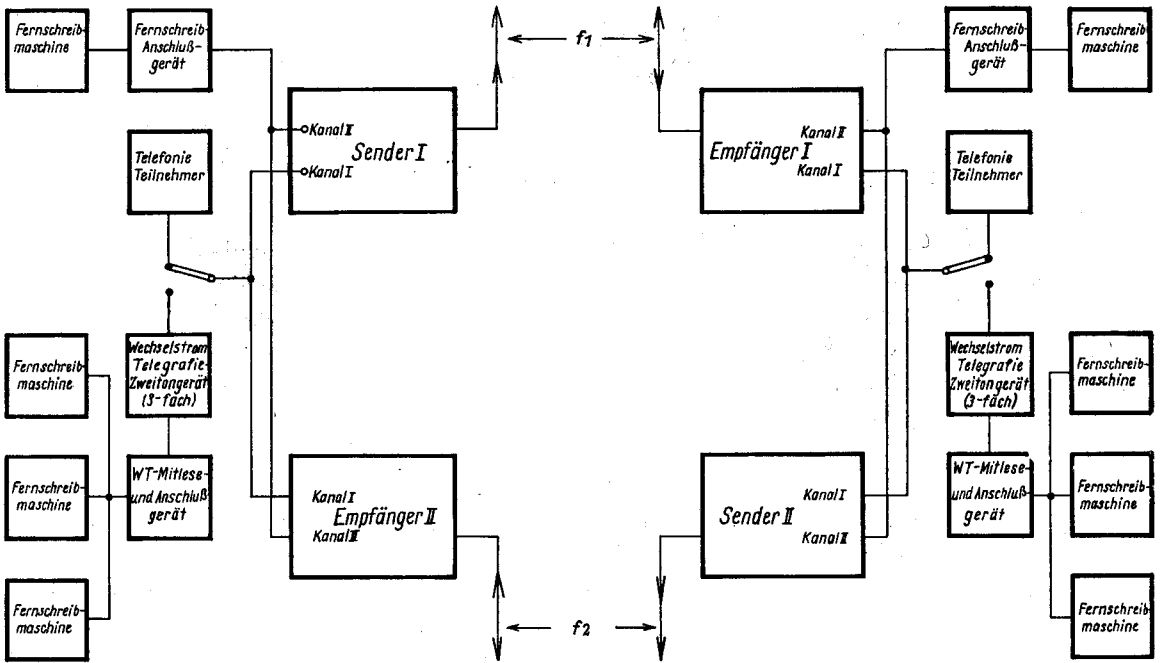 Fernschreib-
maschine
Fernschreib-
Anschluß-
gerät
f1
Fernschreib-
Anschluß-
gerät
Fernschreib-
maschine
Telefonie
Teilnehmer
Kanal II
Sender I
Kanal I
Kanal II
Empfänger I
Kanal I
Telefonie
Teilnehmer
Fernschreib-
maschine
Wechselstrom
Telegrafie-
Zweitongerät
(3-fach)
Wechselstrom
Telegrafie
Zweitongerät
(3-fach)
Fernschreib-
maschine
Fernschreib-
maschine
WT-Mitlese-
und Anschluß
gerät
Kanal I
Empfänger II
Kanal II
Kanal I
Sender II
Kanal II
WT-Mitlese-
und Anschluß-
gerät
Fernschreib-
maschine
Fernschreib-
maschine
f2
Fernschreib-
maschine